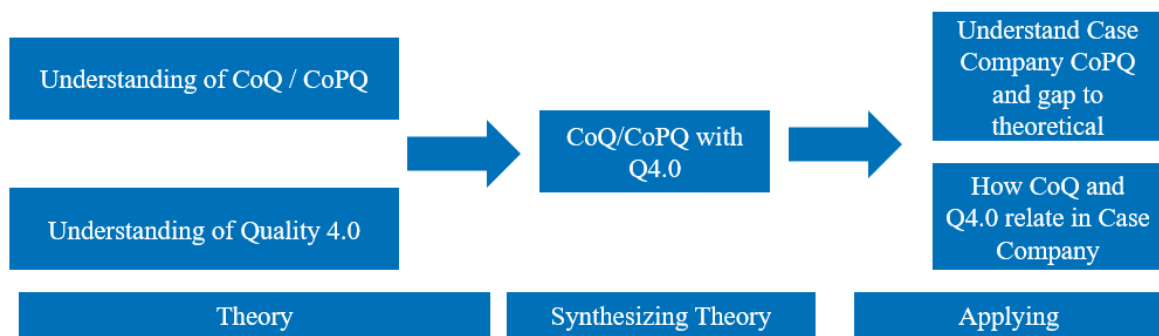 Understanding of CoQ / CoPQ
Understanding of Quality 4.0
CoQ/CoPQ with
Q4.0
Understand Case
Company CoPQ
and gap to
theoretical
How CoQ and
Q4.0 relate in Case
Company
Theory
Synthesizing Theory
Applying